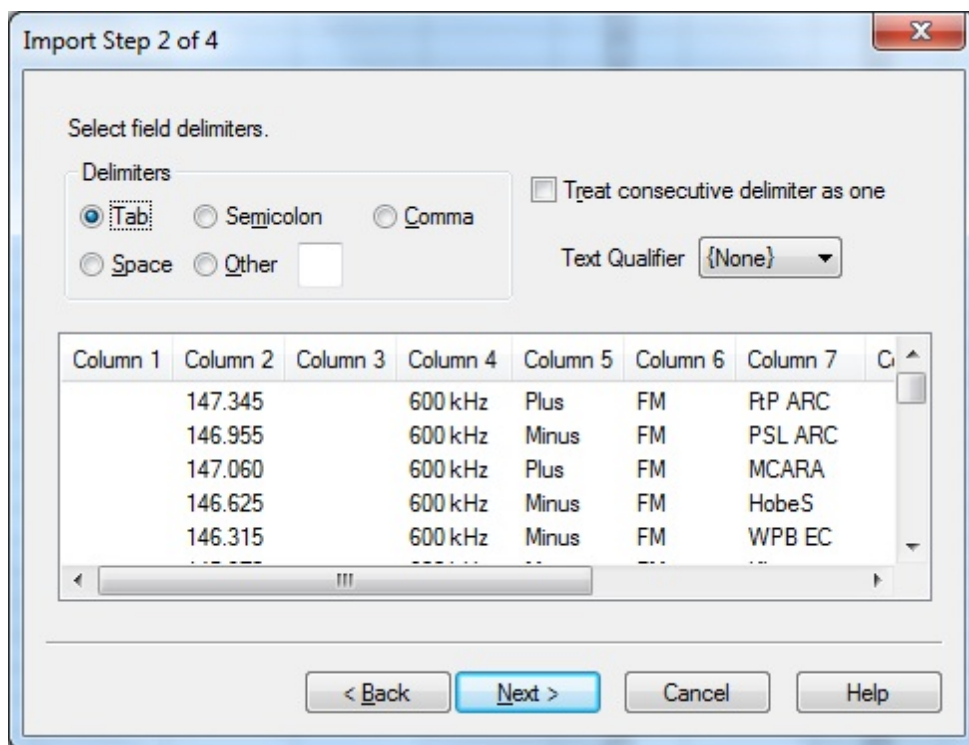 Import Step 2 of 4
Select field delimiters.
Delimiters
Tab Semicolon Comma
Space Other
Treat consecutive delimiter as one
Text Qualifier {None}
Column 1 Column 2 Column 3 Column 4 Column 5 Column 6 Column 7
147.345 600 kHz Plus FM FtP ARC
146.955 600 kHz Minus FM PSL ARC
147.060 600 kHz Plus FM MCARA
146.625 600 kHz Minus FM HobeS
146.315 600 kHz Minus FM WPB EC
< Back Next > Cancel Help